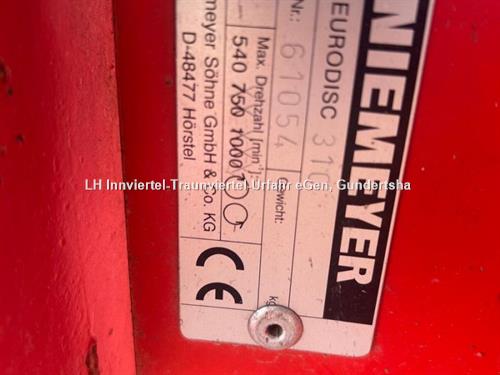 NIEMEYER
EURODISC 310
Nr.: 61054
Gewicht: kg
Max. Drehzahl [min⁻¹]:
540 750 1000
meyer Söhne GmbH & Co. KG
D-48477 Hörstel
CE
LH Innviertel-Traunviertel-Urfahr eGen, Gundertsha